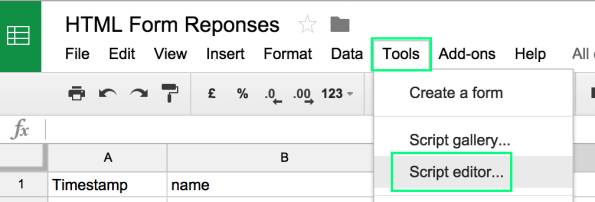 HTML Form Reponses
File Edit View Insert Format Data Tools Add-ons Help All
£ % .0 .00 123
Create a form
Script gallery...
Script editor...
fx
A B
1 Timestamp name